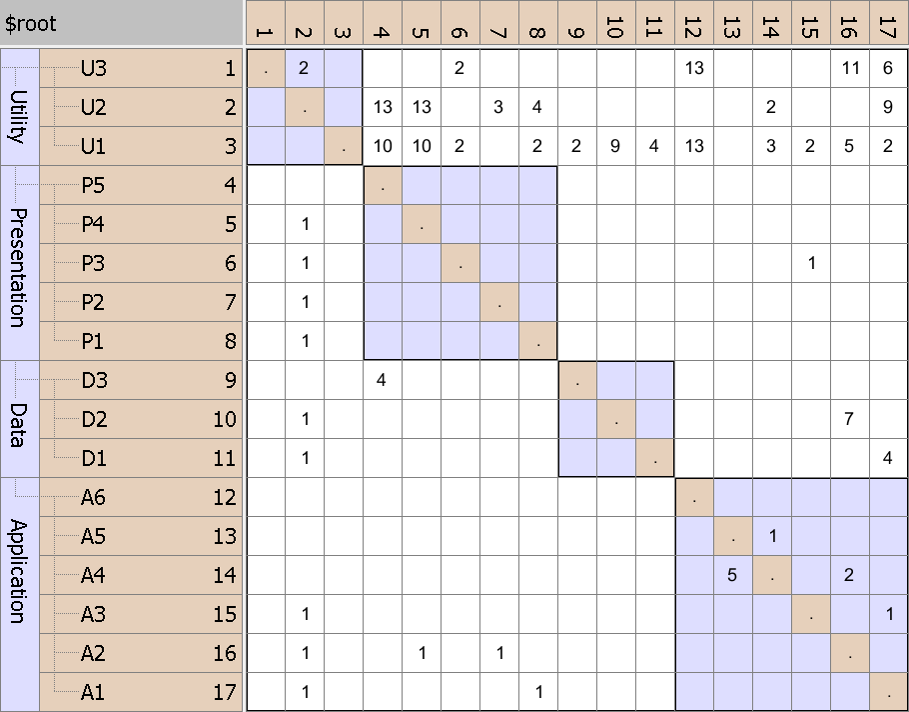 $root 1 2 3 4 5 6 7 8 9 10 11 12 13 14 15 16 17
Utility
U3 1 . 2 2 13 11 6
U2 2 . 13 13 3 4 2 9
U1 3 . 10 10 2 2 2 9 4 13 3 2 5 2
Presentation
P5 4 .
P4 5 1 .
P3 6 1 . 1
P2 7 1 .
P1 8 1 .
Data
D3 9 4 .
D2 10 1 . 7
D1 11 1 . 4
Application
A6 12 .
A5 13 . 1
A4 14 5 . 2
A3 15 1 . 1
A2 16 1 1 1 .
A1 17 1 1 .